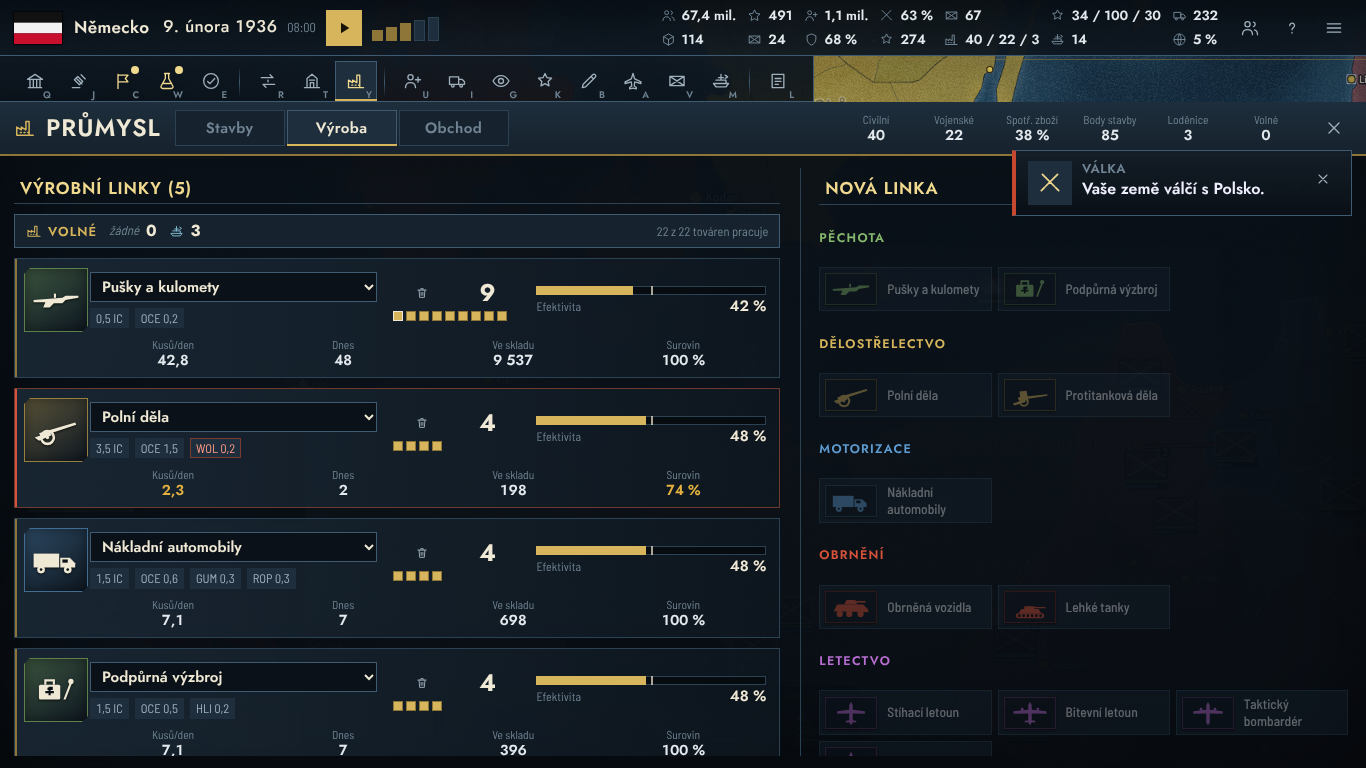 Německo 9. února 1936 08:00
67,4 mil. 491 1,1 mil. 63 % 67 34 / 100 / 30 232
114 24 68 % 274 40 / 22 / 3 14 5 %
?
Q J C W E R T Y U I G K B A V M L
PRŮMYSL Stavby Výroba Obchod
Civilní Vojenské Spotř. zboží Body stavby Loděnice Volné
40 22 38 % 85 3 0
VÁLKA
Vaše země válčí s Polsko.
VÝROBNÍ LINKY (5)
VOLNÉ žádné 0 3 22 z 22 továren pracuje
Pušky a kulomety 9
0,5 IC OCE 0,2
Efektivita 42 %
Kusů/den Dnes Ve skladu Surovin
42,8 48 9 537 100 %
Polní děla 4
3,5 IC OCE 1,5 WOL 0,2
Efektivita 48 %
Kusů/den Dnes Ve skladu Surovin
2,3 2 198 74 %
Nákladní automobily 4
1,5 IC OCE 0,6 GUM 0,3 ROP 0,3
Efektivita 48 %
Kusů/den Dnes Ve skladu Surovin
7,1 7 698 100 %
Podpůrná výzbroj 4
1,5 IC OCE 0,5 HLI 0,2
Efektivita 48 %
Kusů/den Dnes Ve skladu Surovin
7,1 7 396 100 %
NOVÁ LINKA
PĚCHOTA
Pušky a kulomety Podpůrná výzbroj
DĚLOSTŘELECTVO
Polní děla Protitanková děla
MOTORIZACE
Nákladní
automobily
OBRNĚNÍ
Obrněná vozidla Lehké tanky
LETECTVO
Stíhací letoun Bitevní letoun Taktický
bombardér